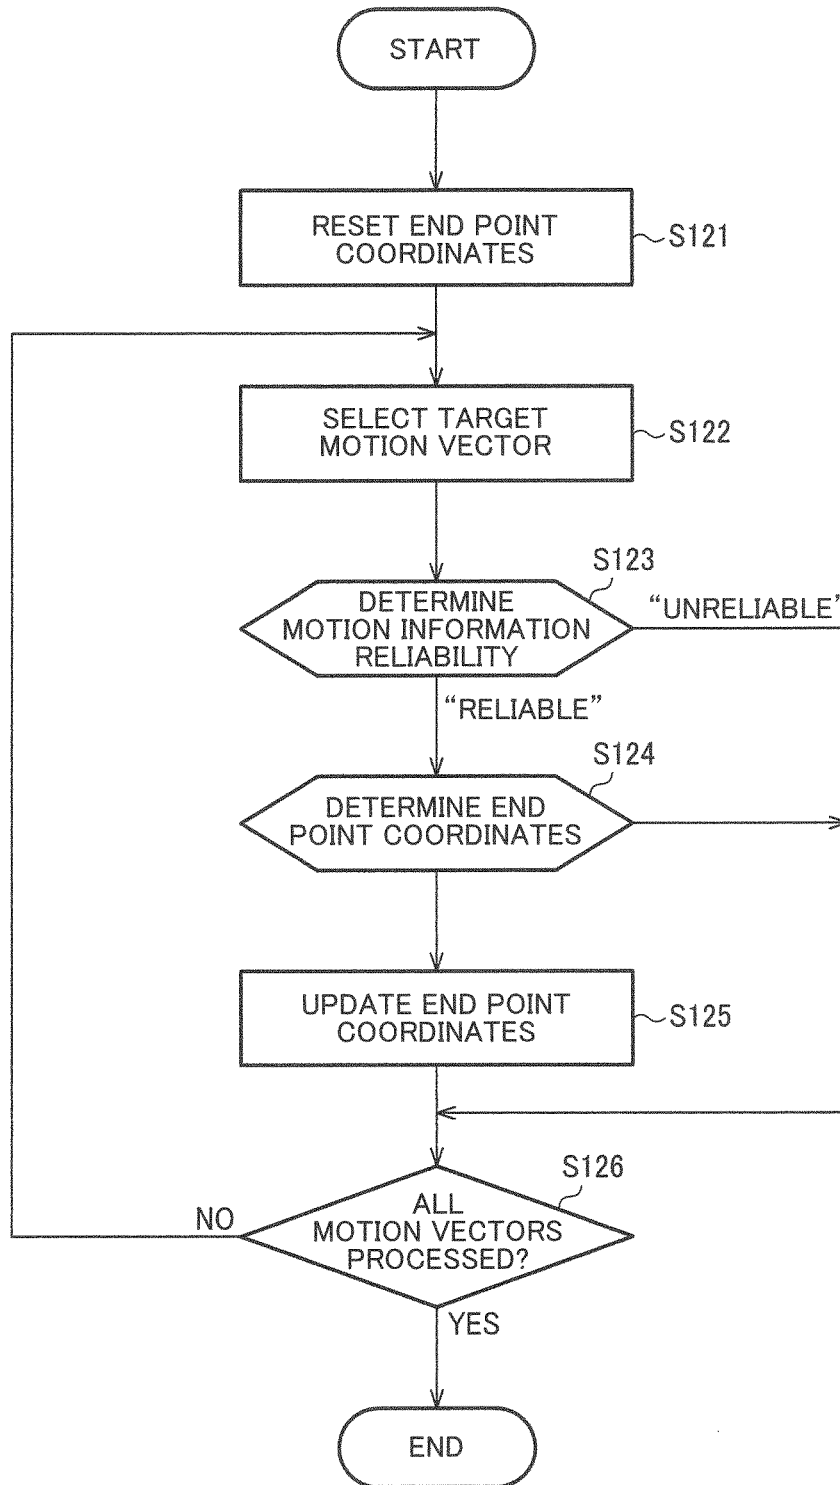 START
RESET END POINT
COORDINATES
S121
SELECT TARGET
MOTION VECTOR
S122
S123
DETERMINE
MOTION INFORMATION
RELIABILITY
“UNRELIABLE”
“RELIABLE”
S124
DETERMINE END
POINT COORDINATES
UPDATE END POINT
COORDINATES
S125
S126
ALL
MOTION VECTORS
PROCESSED?
NO
YES
END